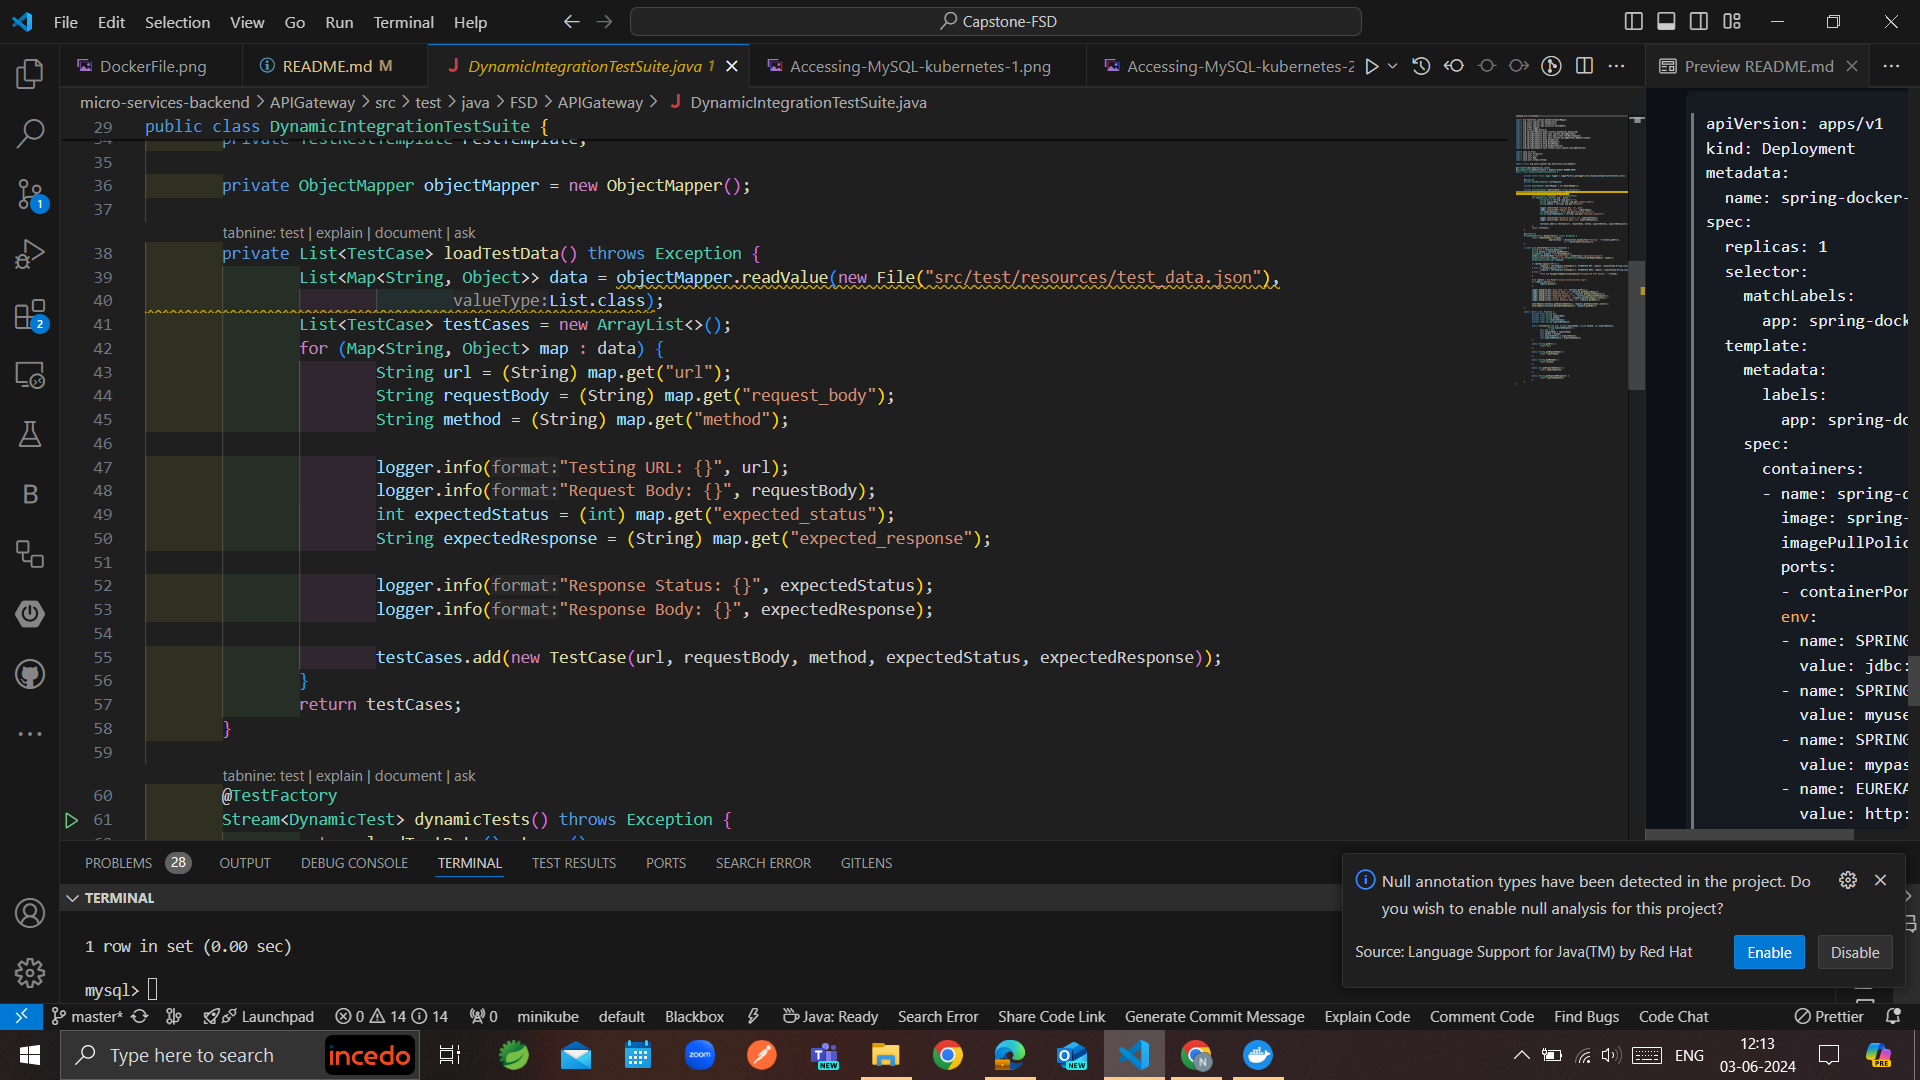 File Edit Selection View Go Run Terminal Help
Capstone-FSD
DockerFile.png
README.md M
DynamicIntegrationTestSuite.java 1
Accessing-MySQL-kubernetes-1.png
Accessing-MySQL-kubernetes-2
Preview README.md
micro-services-backend > APIGateway > src > test > java > FSD > APIGateway > DynamicIntegrationTestSuite.java
29 public class DynamicIntegrationTestSuite {
35
36 private ObjectMapper objectMapper = new ObjectMapper();
37
tabnine: test | explain | document | ask
38 private List<TestCase> loadTestData() throws Exception {
39 List<Map<String, Object>> data = objectMapper.readValue(new File("src/test/resources/test_data.json"),
40 valueType:List.class);
41 List<TestCase> testCases = new ArrayList<>();
42 for (Map<String, Object> map : data) {
43 String url = (String) map.get("url");
44 String requestBody = (String) map.get("request_body");
45 String method = (String) map.get("method");
46
47 logger.info(format:"Testing URL: {}", url);
48 logger.info(format:"Request Body: {}", requestBody);
49 int expectedStatus = (int) map.get("expected_status");
50 String expectedResponse = (String) map.get("expected_response");
51
52 logger.info(format:"Response Status: {}", expectedStatus);
53 logger.info(format:"Response Body: {}", expectedResponse);
54
55 testCases.add(new TestCase(url, requestBody, method, expectedStatus, expectedResponse));
56 }
57 return testCases;
58 }
59
tabnine: test | explain | document | ask
60 @TestFactory
61 Stream<DynamicTest> dynamicTests() throws Exception {
apiVersion: apps/v1
kind: Deployment
metadata:
name: spring-docker-
spec:
replicas: 1
selector:
matchLabels:
app: spring-dock
template:
metadata:
labels:
app: spring-do
spec:
containers:
- name: spring-d
image: spring-
imagePullPolic
ports:
- containerPor
env:
- name: SPRING
value: jdbc:
- name: SPRING
value: myuse
- name: SPRING
value: mypas
- name: EUREKA
value: http:
1
2
B
PROBLEMS 28 OUTPUT DEBUG CONSOLE TERMINAL TEST RESULTS PORTS SEARCH ERROR GITLENS
TERMINAL
1 row in set (0.00 sec)
mysql>
Null annotation types have been detected in the project. Do
you wish to enable null analysis for this project?
Source: Language Support for Java(TM) by Red Hat
Enable
Disable
master* Launchpad 0 14 14 0 minikube default Blackbox Java: Ready Search Error Share Code Link Generate Commit Message Explain Code Comment Code Find Bugs Code Chat Prettier
Type here to search
incedo
zoom
NEW
NEW
N
ENG
12:13
03-06-2024
PRE